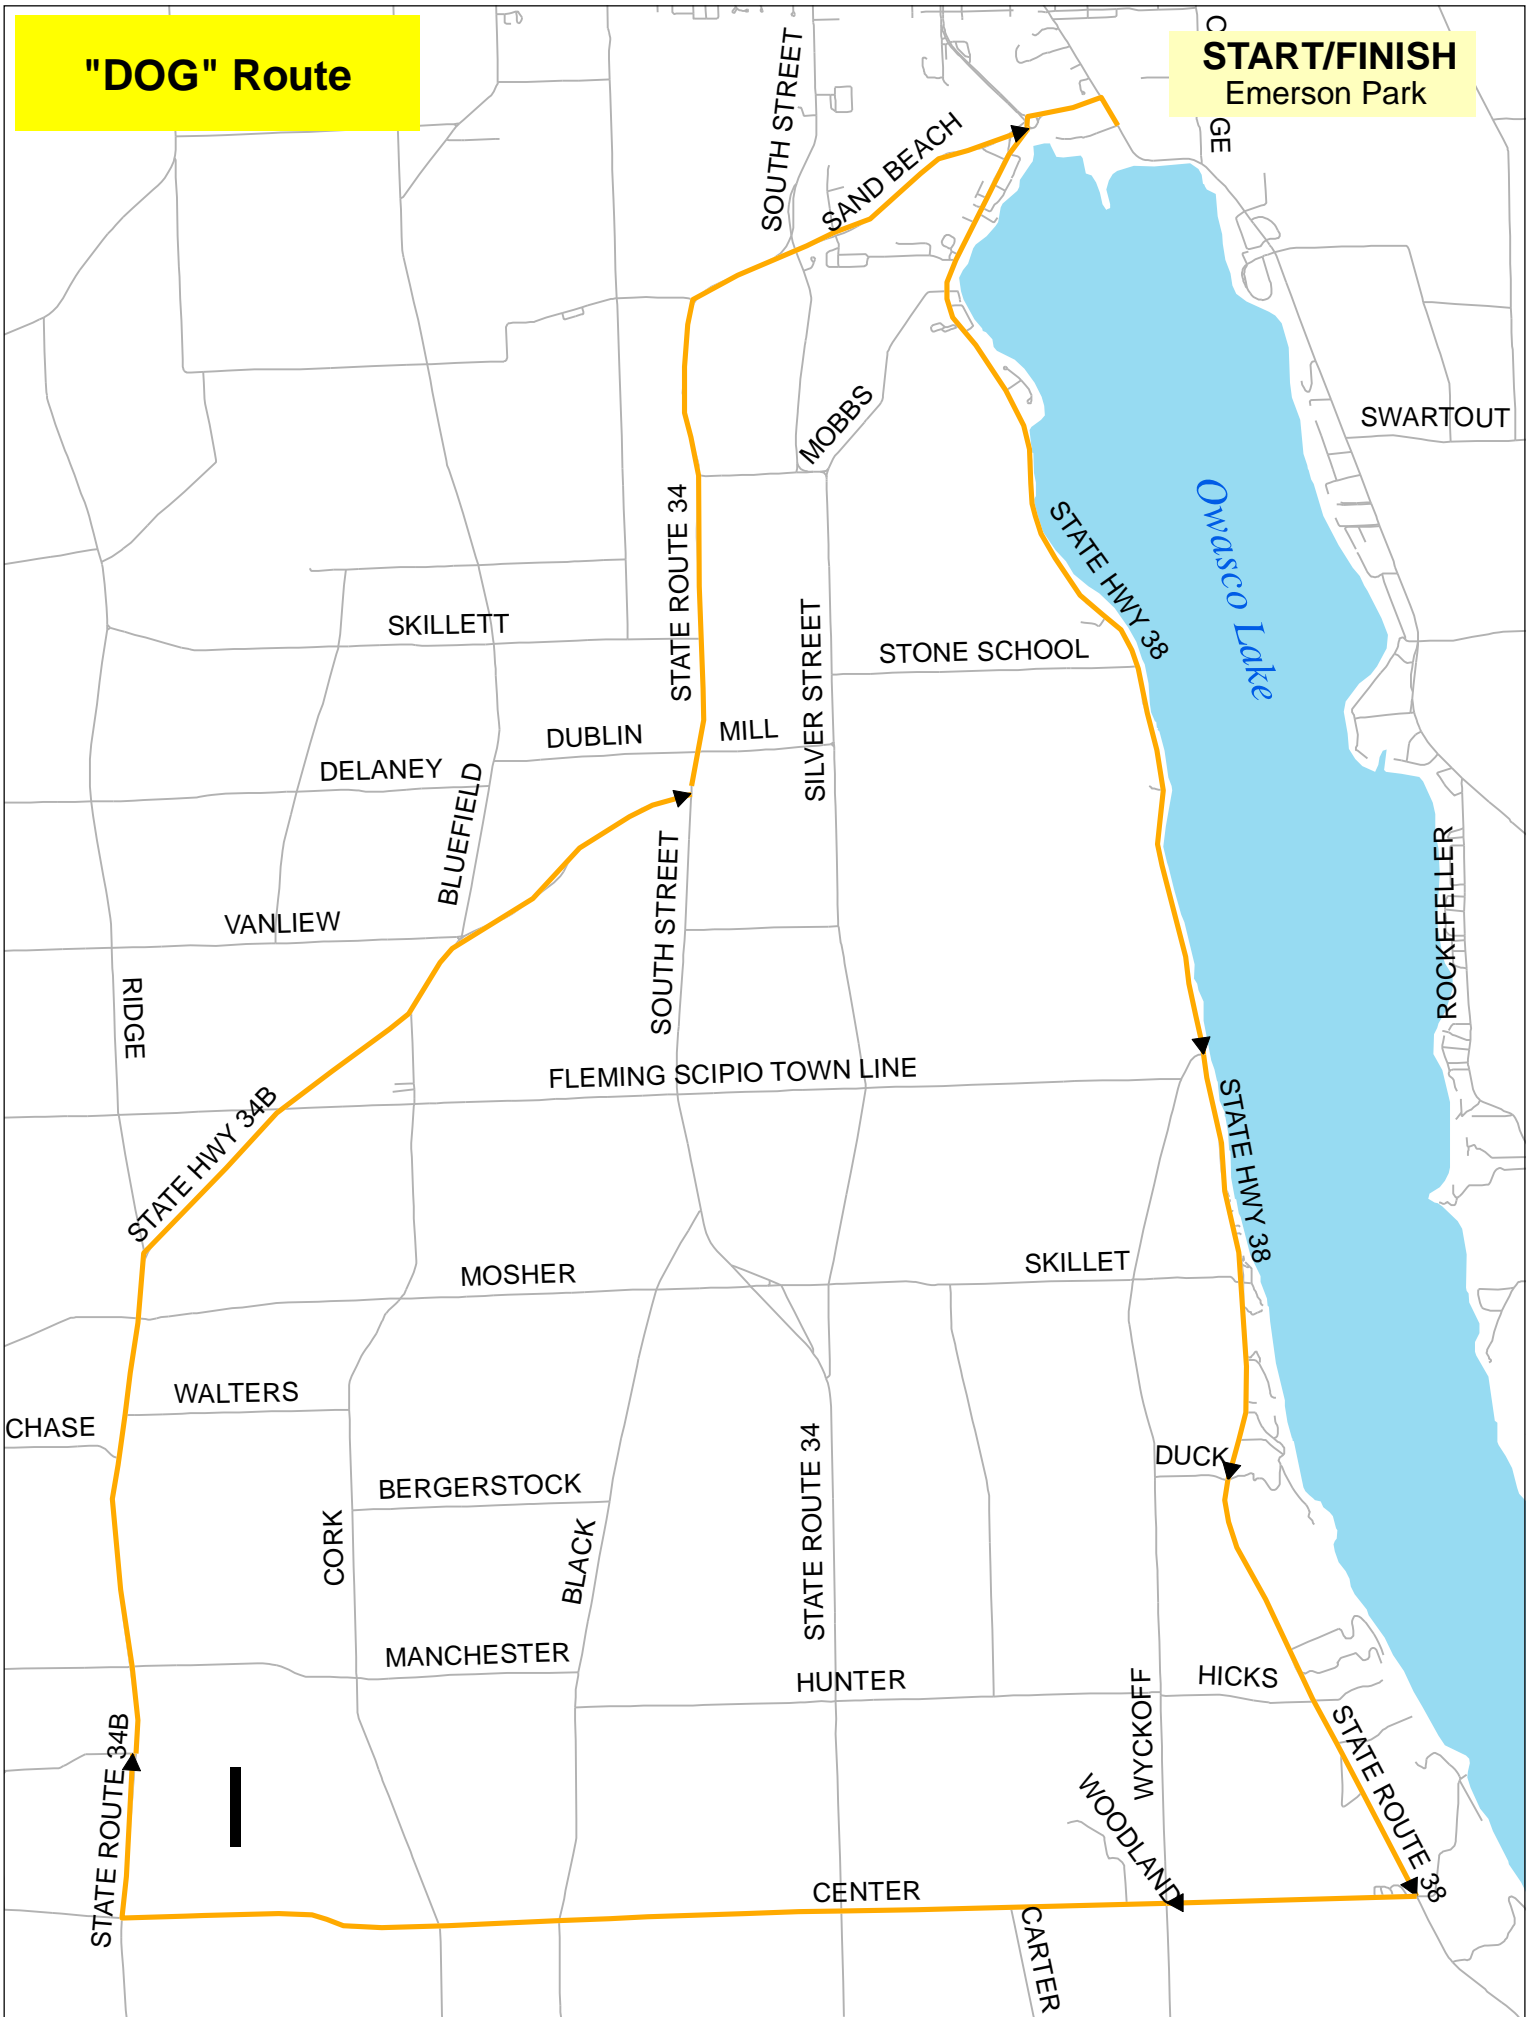 "DOG" Route
START/FINISH
Emerson Park
SOUTH STREET
SAND BEACH
GE
MOBBS
SWARTOUT
Owasco Lake
STATE ROUTE 34
STATE HWY 38
SKILLETT
SILVER STREET
STONE SCHOOL
DUBLIN
MILL
DELANEY
BLUEFIELD
SOUTH STREET
ROCKEFELLER
VANLIEW
RIDGE
FLEMING SCIPIO TOWN LINE
STATE HWY 34B
STATE HWY 38
MOSHER
SKILLET
WALTERS
CHASE
DUCK
BERGERSTOCK
CORK
BLACK
STATE ROUTE 34
MANCHESTER
HUNTER
HICKS
WYCKOFF
STATE ROUTE 34B
STATE ROUTE 38
WOODLAND
CENTER
CARTER